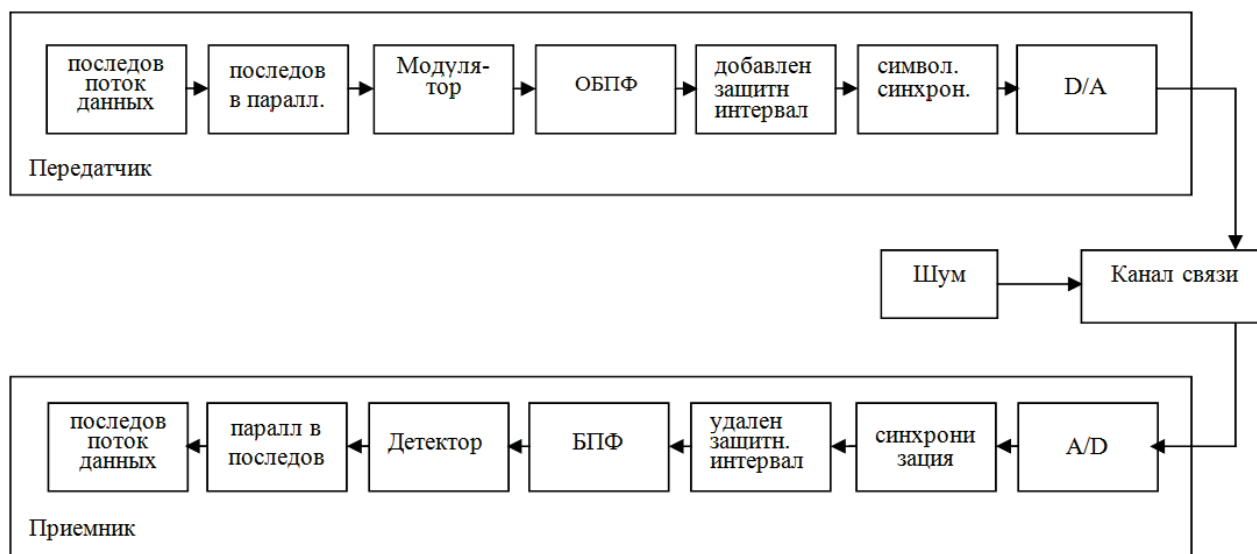 последов
поток
данных
последов
в паралл.
Модуля-
тор
ОБПФ
добавлен
защитн
интервал
символ.
синхрон.
D/A
Передатчик
Шум
Канал связи
последов
поток
данных
паралл в
последов
Детектор
БПФ
удален
защитн.
интервал
синхрони
зация
A/D
Приемник